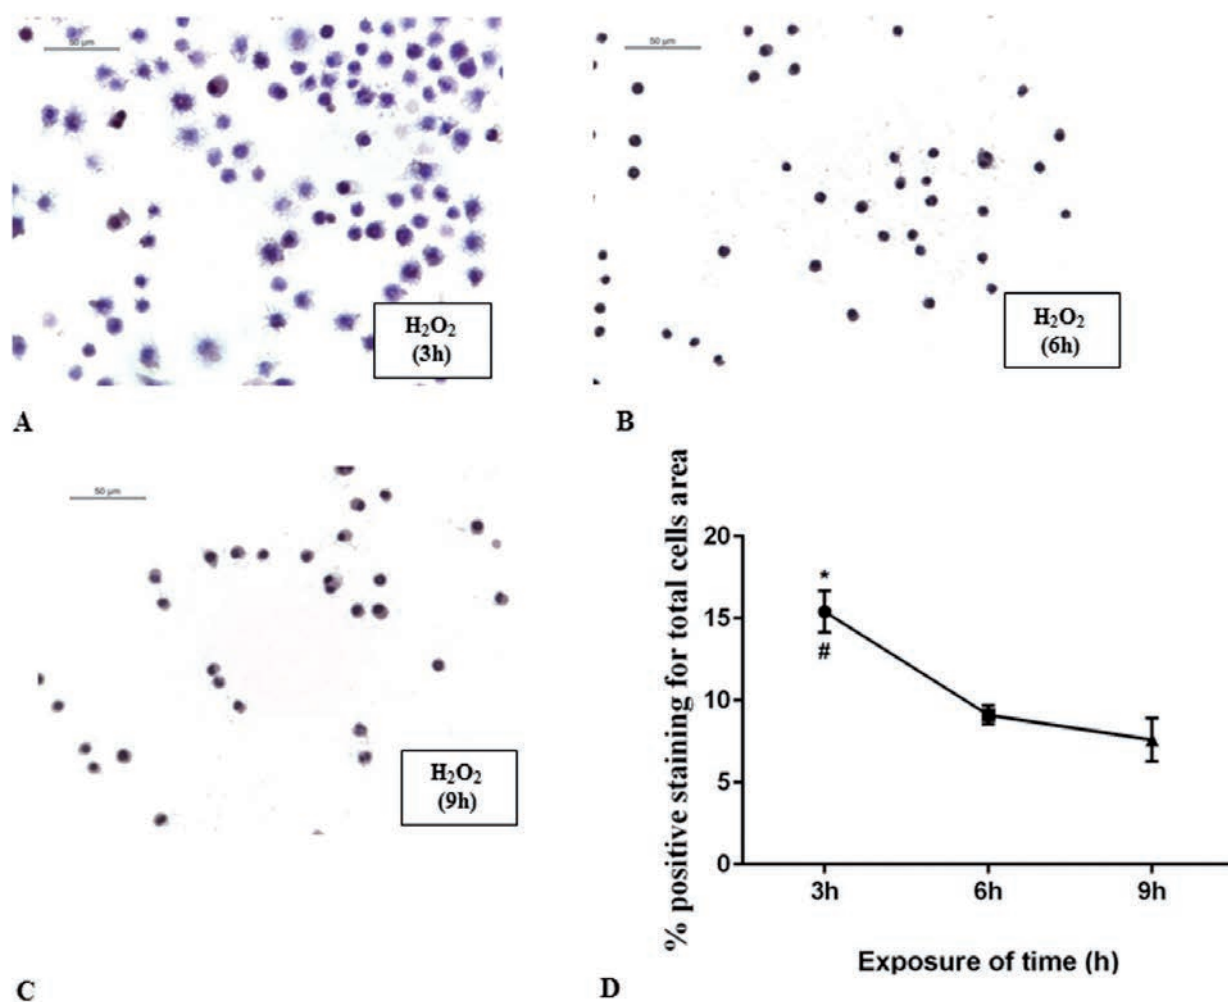 50 µm
50 µm
H₂O₂
(3h)
H₂O₂
(6h)
A
B
50 µm
H₂O₂
(9h)
C
% positive staining for total cells area
20
15
10
5
0
*
#
3h
6h
9h
Exposure of time (h)
D